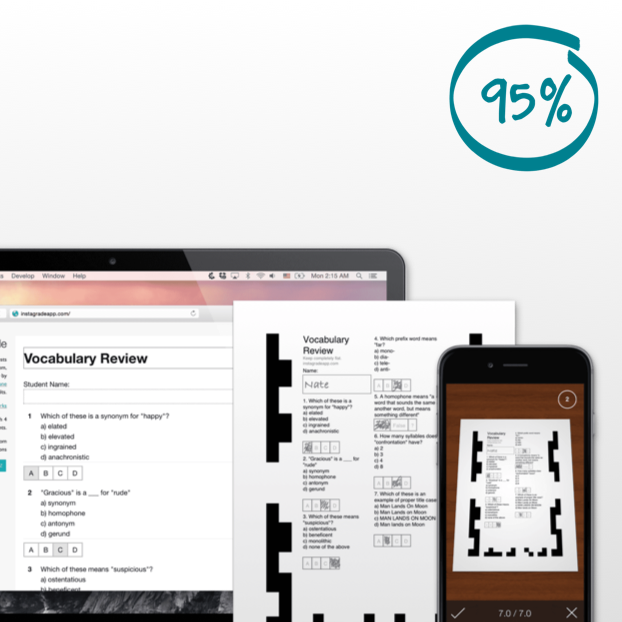 95%
Develop Window Help
Mon 2:15 AM
instagradeapp.com/
Vocabulary Review
Student Name:
1 Which of these is a synonym for "happy"?
a) elated
b) elevated
c) ingrained
d) anachronistic
A B C D
2 "Gracious" is a ___ for "rude"
a) synonym
b) homophone
c) antonym
d) gerund
A B C D
3 Which of these means "suspicious"?
a) ostentatious
b) beneficent
Vocabulary
Review
instagradeapp.com
Name:
Nate
1. Which of these is a
synonym for "happy"?
a) elated
b) elevated
c) ingrained
d) anachronistic
2. "Gracious" is a ___ for
"rude"
a) synonym
b) homophone
c) antonym
d) gerund
3. Which of these means
"suspicious"?
a) ostentatious
b) beneficent
c) monolithic
d) none of the above
4. Which prefix word means
"far"?
a) mono-
b) dia-
c) tele-
d) anti-
5. A homophone means "a
word that sounds the same
another word, but means
something different"
6. How many syllables does
"confrontation" have?
a) 2
b) 3
c) 4
d) 8
7. Which of these is an
example of proper title case
a) Man Lands On Moon
b) Man Lands on Moon
c) MAN LANDS ON MOON
d) Man lands on Moon
2
Vocabulary
Review
7.0 / 7.0